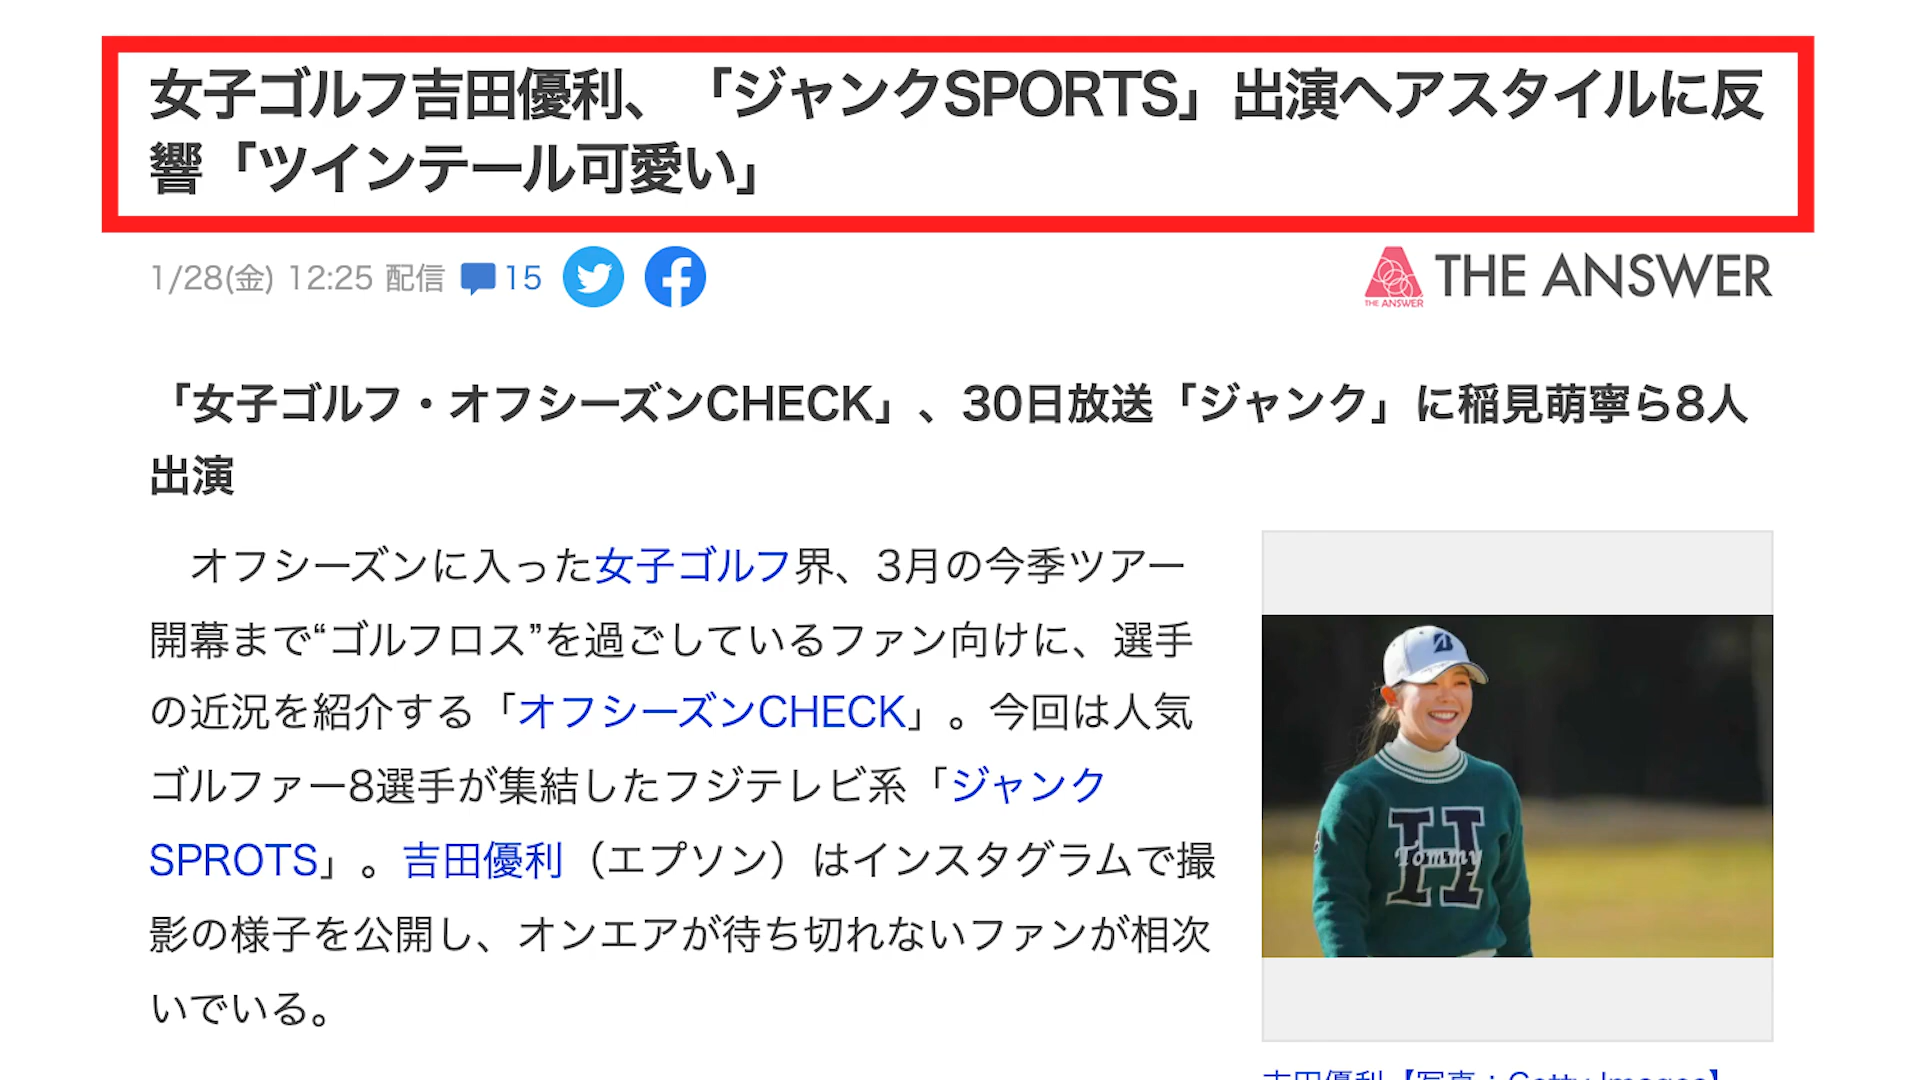 女子ゴルフ吉田優利、「ジャンクSPORTS」出演ヘアスタイルに反
響「ツインテール可愛い」
1/28(金) 12:25 配信 15
THE ANSWER
THE ANSWER
「女子ゴルフ・オフシーズンCHECK」、30日放送「ジャンク」に稲見萌寧ら8人
出演
オフシーズンに入った女子ゴルフ界、3月の今季ツアー
開幕まで“ゴルフロス”を過ごしているファン向けに、選手
の近況を紹介する「オフシーズンCHECK」。今回は人気
ゴルファー8選手が集結したフジテレビ系「ジャンク
SPROTS」。吉田優利（エプソン）はインスタグラムで撮
影の様子を公開し、オンエアが待ち切れないファンが相次
いでいる。
B
H
Tommy
吉田優利【写真：Getty Images】